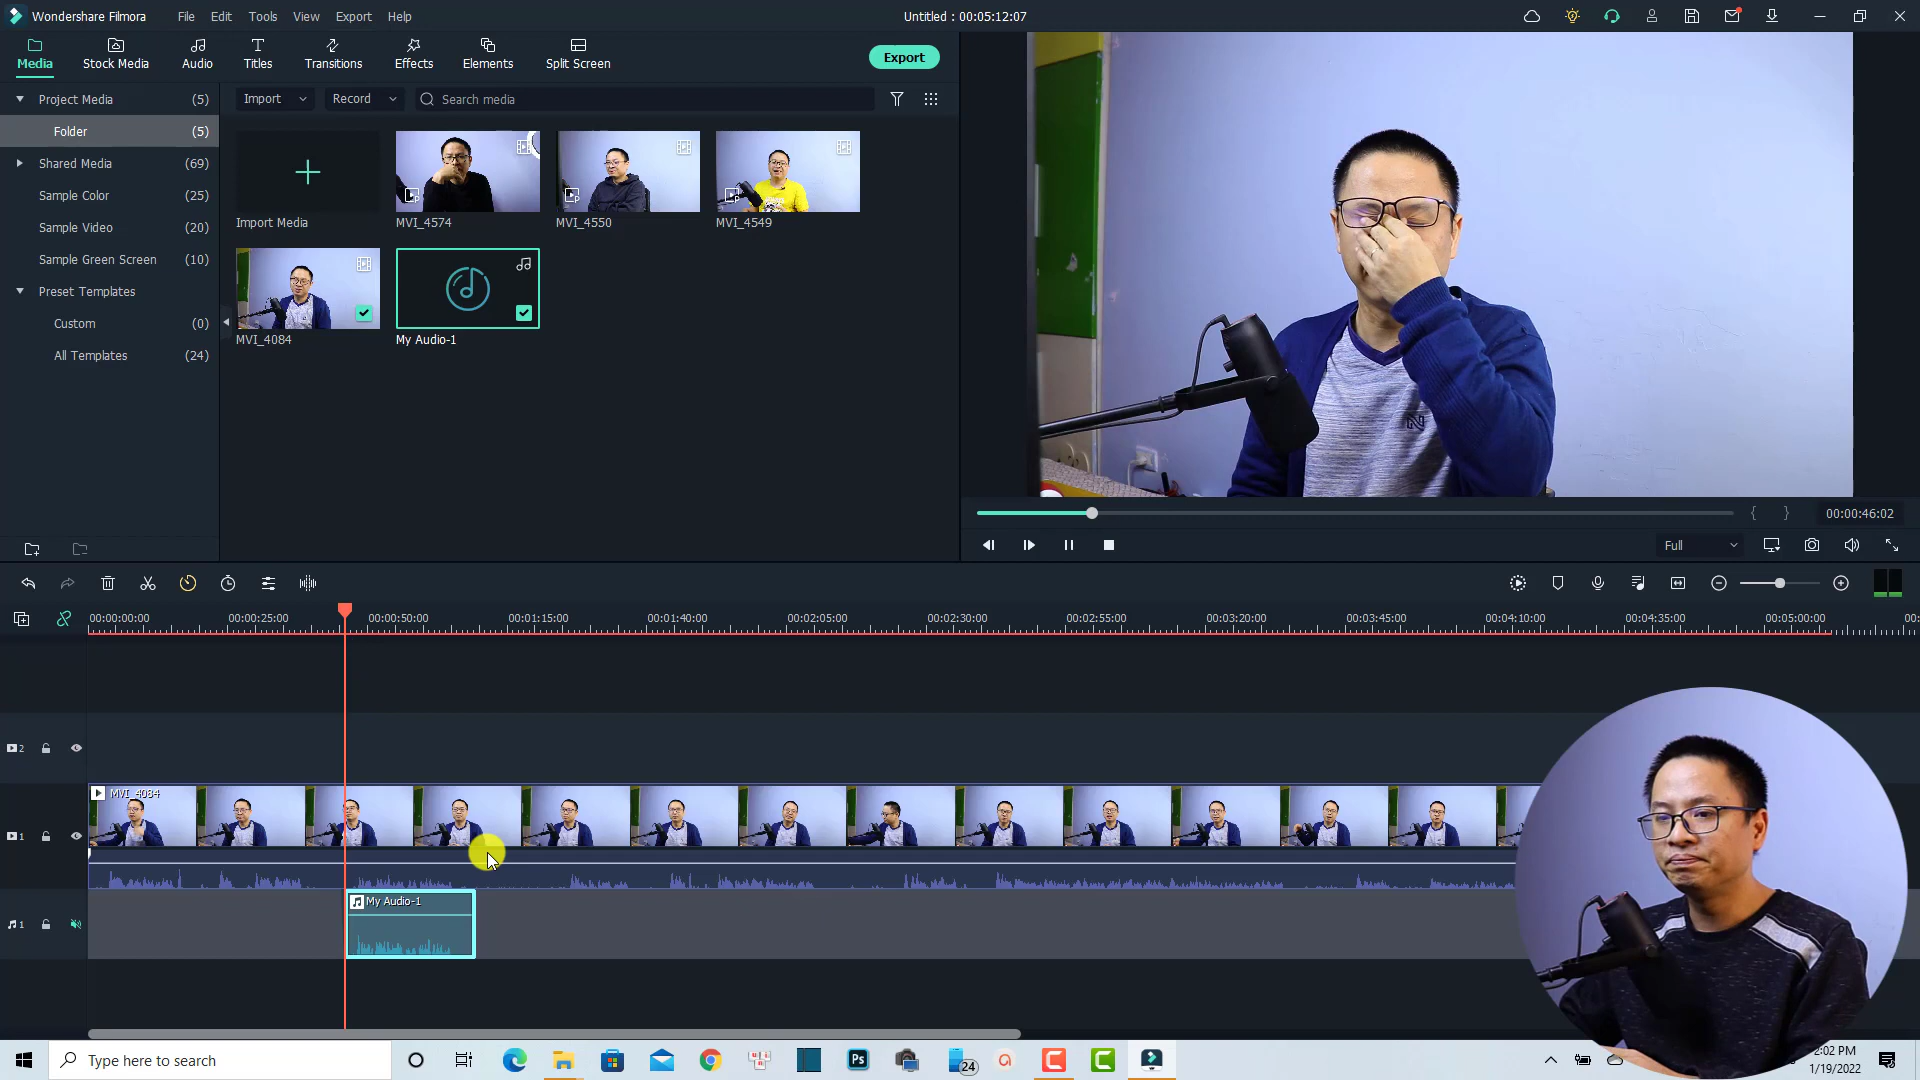 Wondershare Filmora File Edit Tools View Export Help Untitled : 00:05:12:07
Media Stock Media Audio Titles Transitions Effects Elements Split Screen Export
Project Media (5)
Folder (5)
Shared Media (69)
Sample Color (25)
Sample Video (20)
Sample Green Screen (10)
Preset Templates
Custom (0)
All Templates (24)
Import Record Search media
Import Media MVI_4574 MVI_4550 MVI_4549
MVI_4084 My Audio-1
00:00:46:02
Full
00:00:00:00 00:00:25:00 00:00:50:00 00:01:15:00 00:01:40:00 00:02:05:00 00:02:30:00 00:02:55:00 00:03:20:00 00:03:45:00 00:04:10:00 00:04:35:00 00:05:00:00 00:
2
MVI_4084
1
My Audio-1
1
Type here to search
Ps
24
2:02 PM
1/19/2022